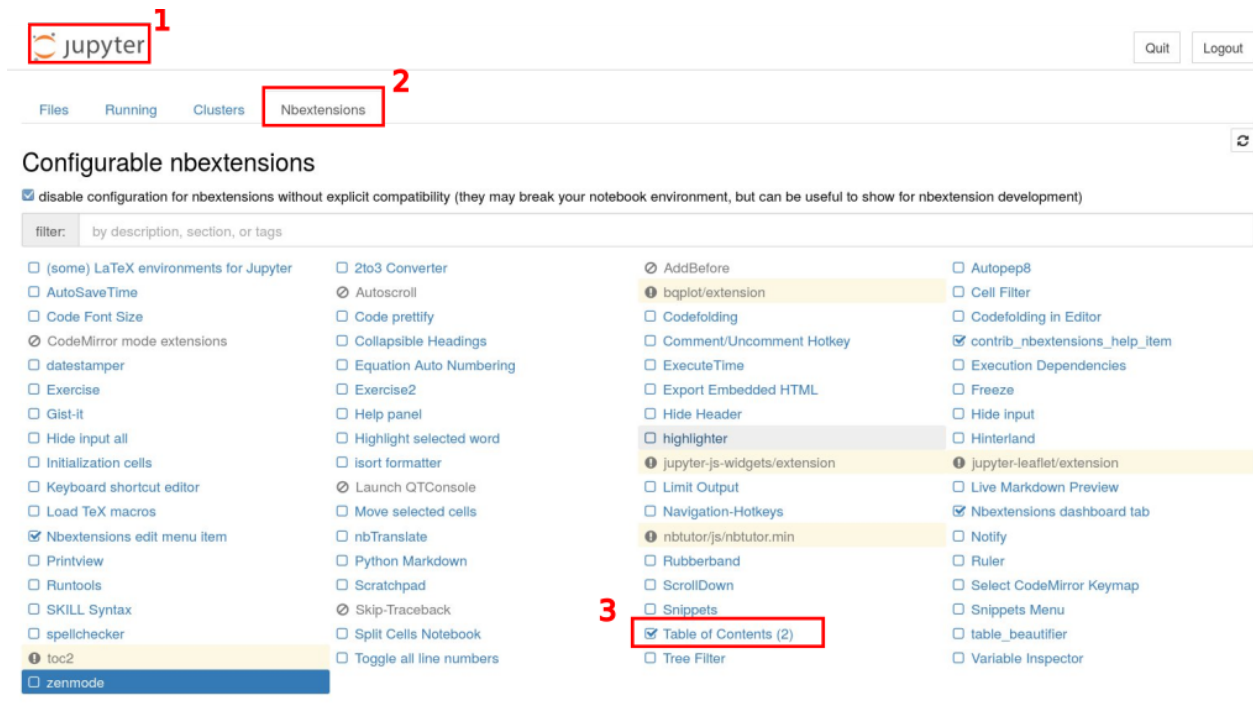 1
jupyter
Quit Logout
2
Files Running Clusters Nbextensions
Configurable nbextensions
disable configuration for nbextensions without explicit compatibility (they may break your notebook environment, but can be useful to show for nbextension development)
filter: by description, section, or tags
(some) LaTeX environments for Jupyter 2to3 Converter AddBefore Autopep8
AutoSaveTime Autoscroll bqplot/extension Cell Filter
Code Font Size Code prettify Codefolding Codefolding in Editor
CodeMirror mode extensions Collapsible Headings Comment/Uncomment Hotkey contrib_nbextensions_help_item
datestamper Equation Auto Numbering ExecuteTime Execution Dependencies
Exercise Exercise2 Export Embedded HTML Freeze
Gist-it Help panel Hide Header Hide input
Hide input all Highlight selected word highlighter Hinterland
Initialization cells isort formatter jupyter-js-widgets/extension jupyter-leaflet/extension
Keyboard shortcut editor Launch QTConsole Limit Output Live Markdown Preview
Load TeX macros Move selected cells Navigation-Hotkeys Nbextensions dashboard tab
Nbextensions edit menu item nbTranslate nbtutor/js/nbtutor.min Notify
Printview Python Markdown Rubberband Ruler
Runtools Scratchpad ScrollDown Select CodeMirror Keymap
SKILL Syntax Skip-Traceback 3 Snippets Snippets Menu
spellchecker Split Cells Notebook Table of Contents (2) table_beautifier
toc2 Toggle all line numbers Tree Filter Variable Inspector
zenmode